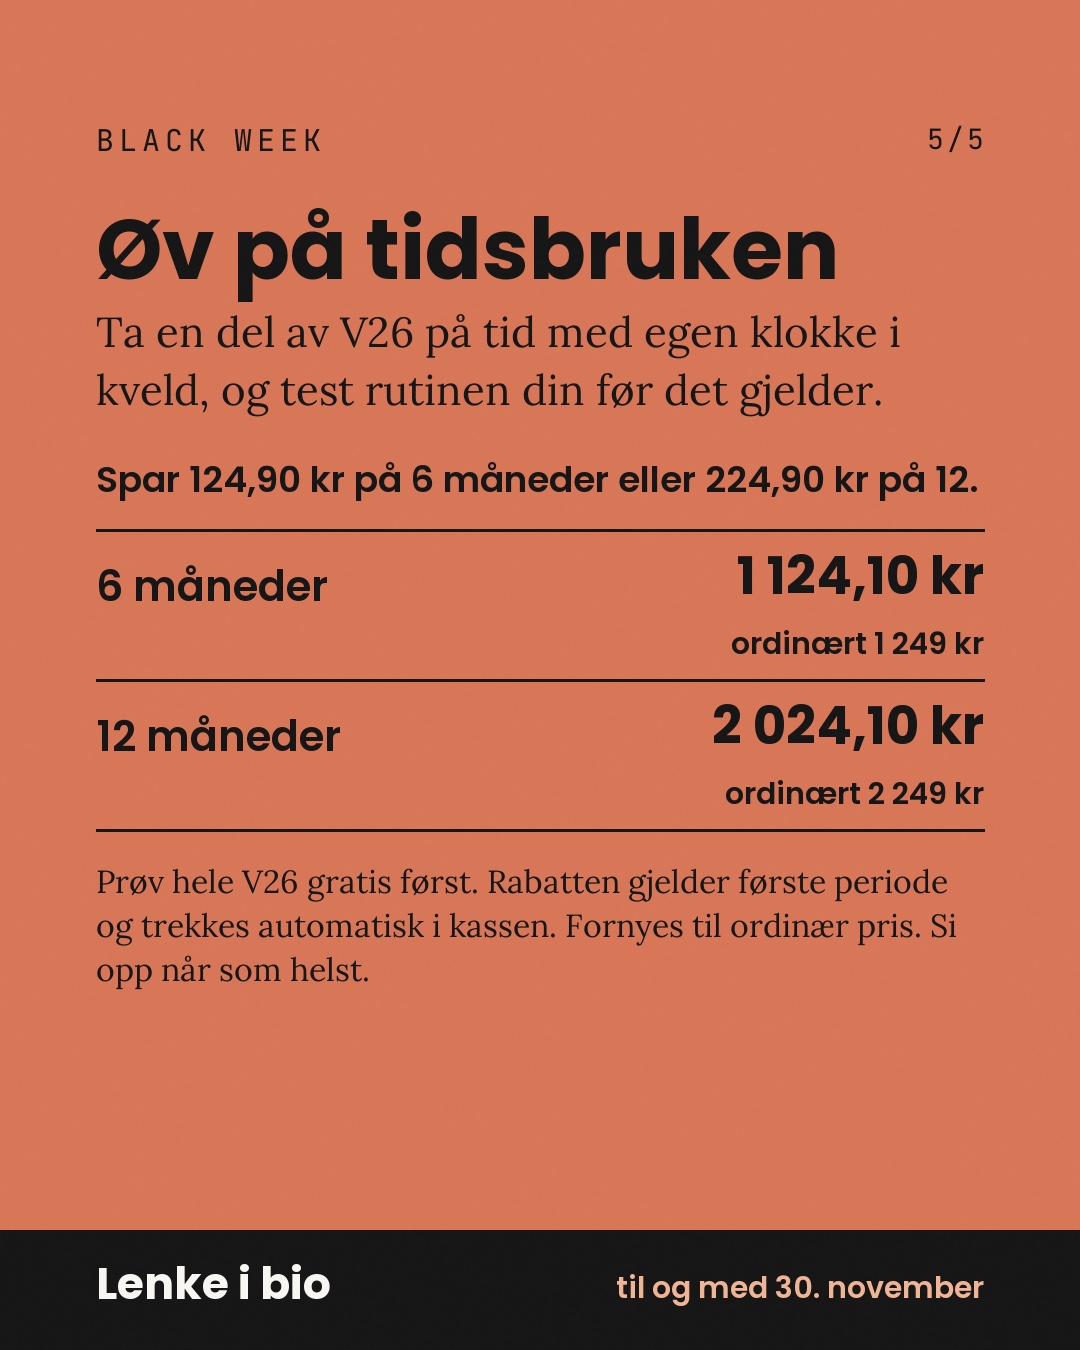 BLACK WEEK
5/5
Øv på tidsbruken
Ta en del av V26 på tid med egen klokke i
kveld, og test rutinen din før det gjelder.
Spar 124,90 kr på 6 måneder eller 224,90 kr på 12.
6 måneder
1 124,10 kr
ordinært 1 249 kr
12 måneder
2 024,10 kr
ordinært 2 249 kr
Prøv hele V26 gratis først. Rabatten gjelder første periode
og trekkes automatisk i kassen. Fornyes til ordinær pris. Si
opp når som helst.
Lenke i bio
til og med 30. november